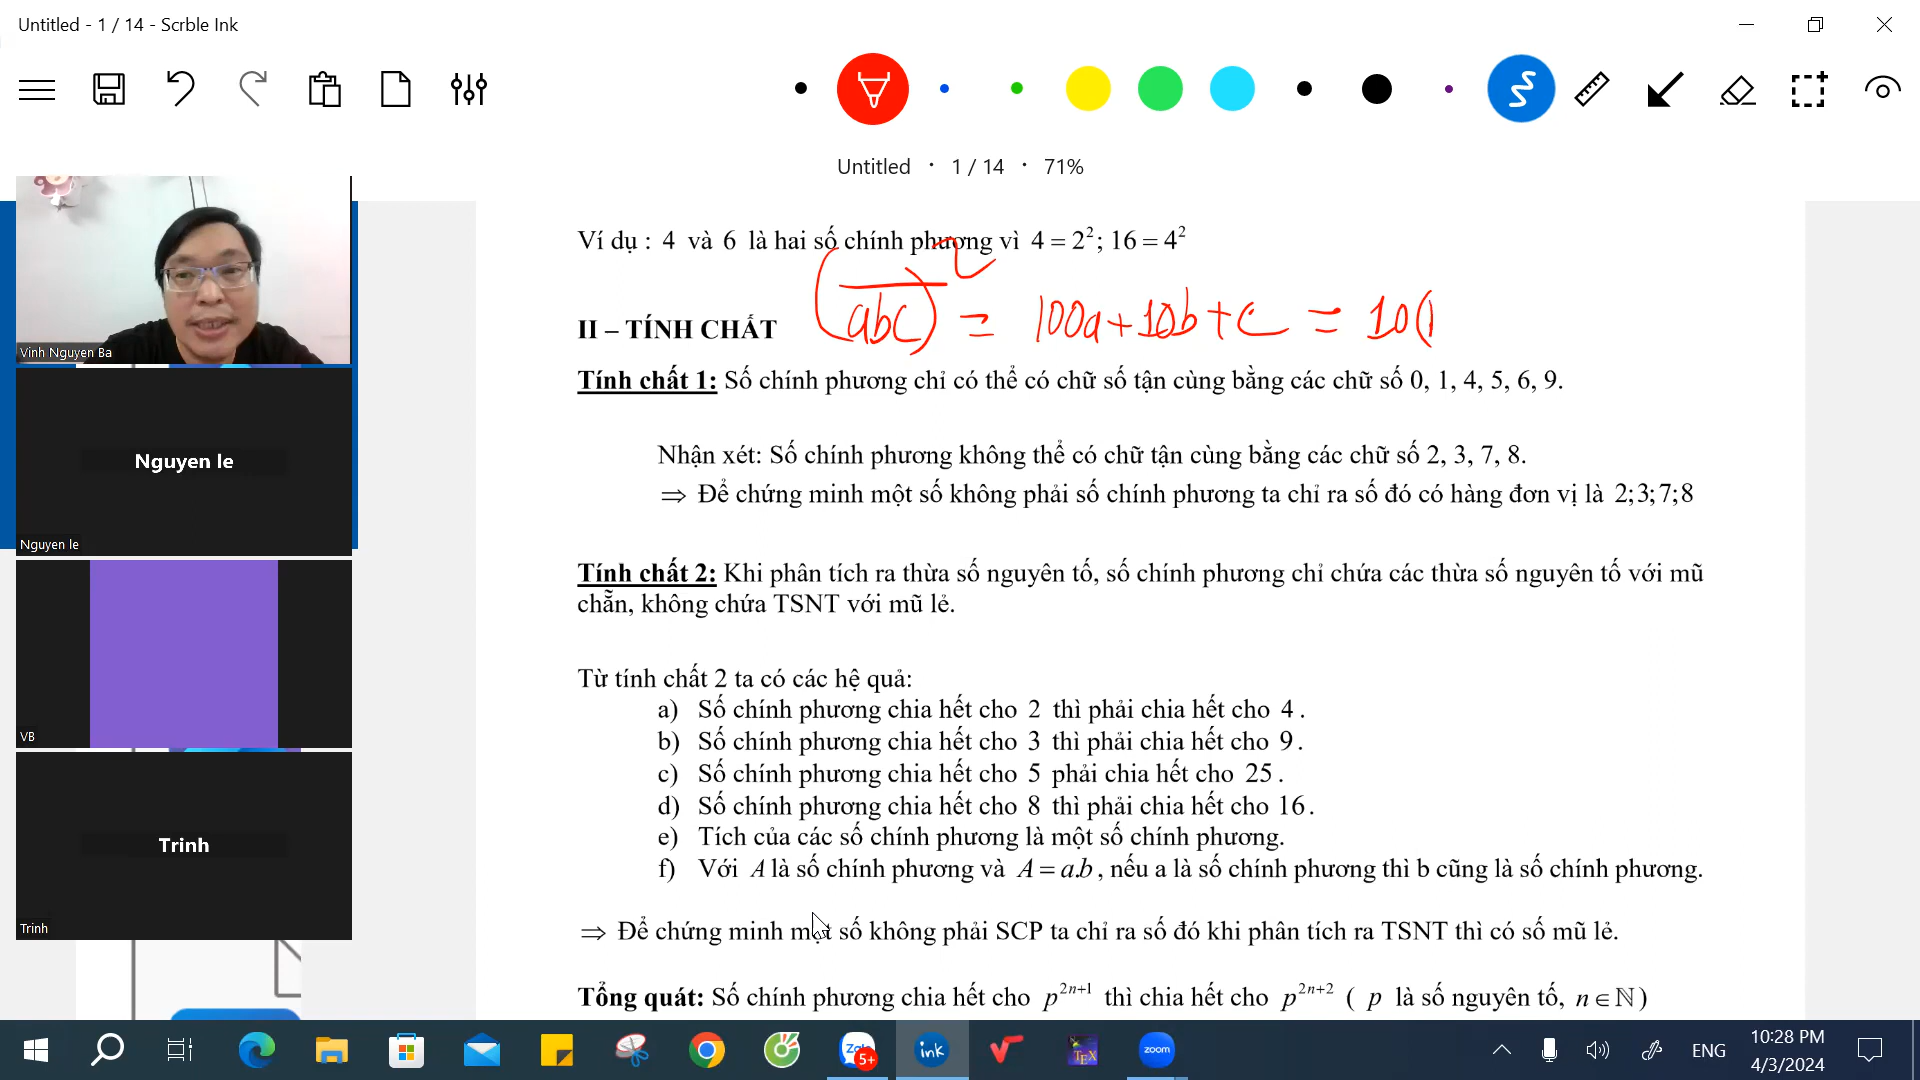 Untitled - 1 / 14 - Scrble Ink
Untitled • 1 / 14 • 71%
Vinh Nguyen Ba
Nguyen le
Nguyen le
VB
Trinh
Trinh
Ví dụ : 4 và 6 là hai số chính phương vì 4 = 2²; 16 = 4²
(abc)² = 100a + 10b + c = 10(
II – TÍNH CHẤT
Tính chất 1: Số chính phương chỉ có thể có chữ số tận cùng bằng các chữ số 0, 1, 4, 5, 6, 9.
Nhận xét: Số chính phương không thể có chữ tận cùng bằng các chữ số 2, 3, 7, 8.
⇒ Để chứng minh một số không phải số chính phương ta chỉ ra số đó có hàng đơn vị là 2;3;7;8
Tính chất 2: Khi phân tích ra thừa số nguyên tố, số chính phương chỉ chứa các thừa số nguyên tố với mũ
chẵn, không chứa TSNT với mũ lẻ.
Từ tính chất 2 ta có các hệ quả:
a) Số chính phương chia hết cho 2 thì phải chia hết cho 4.
b) Số chính phương chia hết cho 3 thì phải chia hết cho 9.
c) Số chính phương chia hết cho 5 phải chia hết cho 25.
d) Số chính phương chia hết cho 8 thì phải chia hết cho 16.
e) Tích của các số chính phương là một số chính phương.
f) Với A là số chính phương và A = a.b, nếu a là số chính phương thì b cũng là số chính phương.
⇒ Để chứng minh một số không phải SCP ta chỉ ra số đó khi phân tích ra TSNT thì có số mũ lẻ.
Tổng quát: Số chính phương chia hết cho p²ⁿ⁺¹ thì chia hết cho p²ⁿ⁺² ( p là số nguyên tố, n ∈ ℕ)
Zalo 5+
ink
TEX
zoom
ENG
10:28 PM
4/3/2024